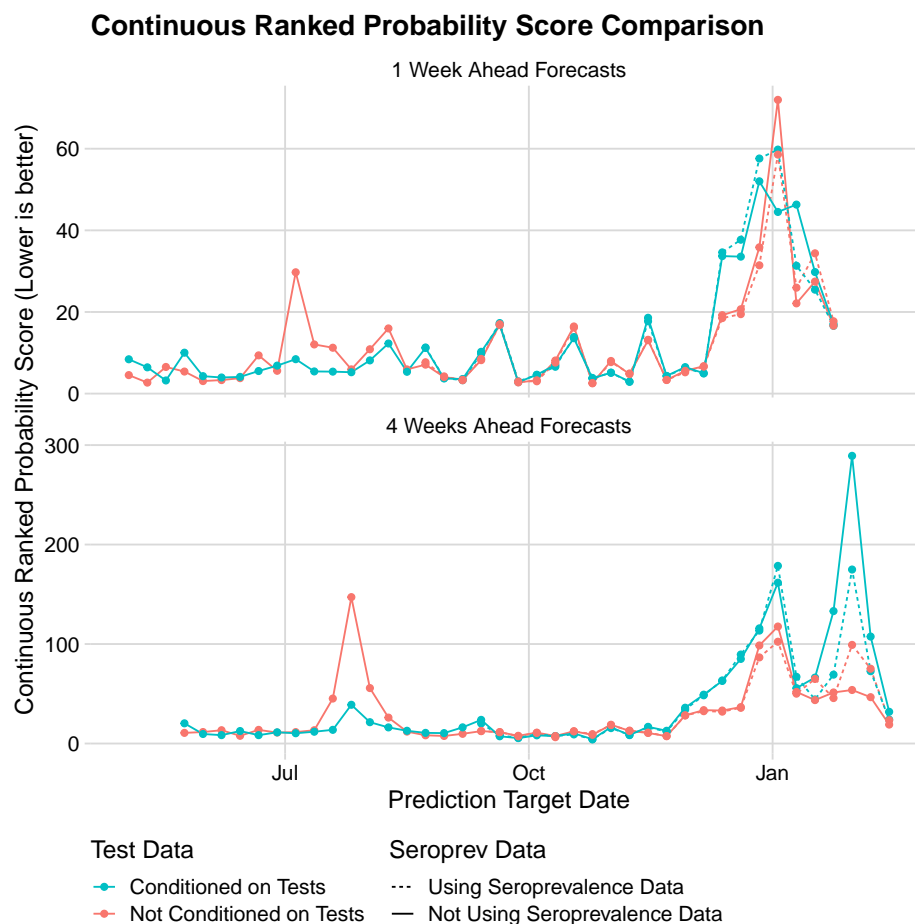 Continuous Ranked Probability Score Comparison
1 Week Ahead Forecasts
Continuous Ranked Probability Score (Lower is better)
60
40
20
0
4 Weeks Ahead Forecasts
300
200
100
0
Jul
Oct
Jan
Prediction Target Date
Test Data
Conditioned on Tests
Not Conditioned on Tests
Seroprev Data
Using Seroprevalence Data
Not Using Seroprevalence Data